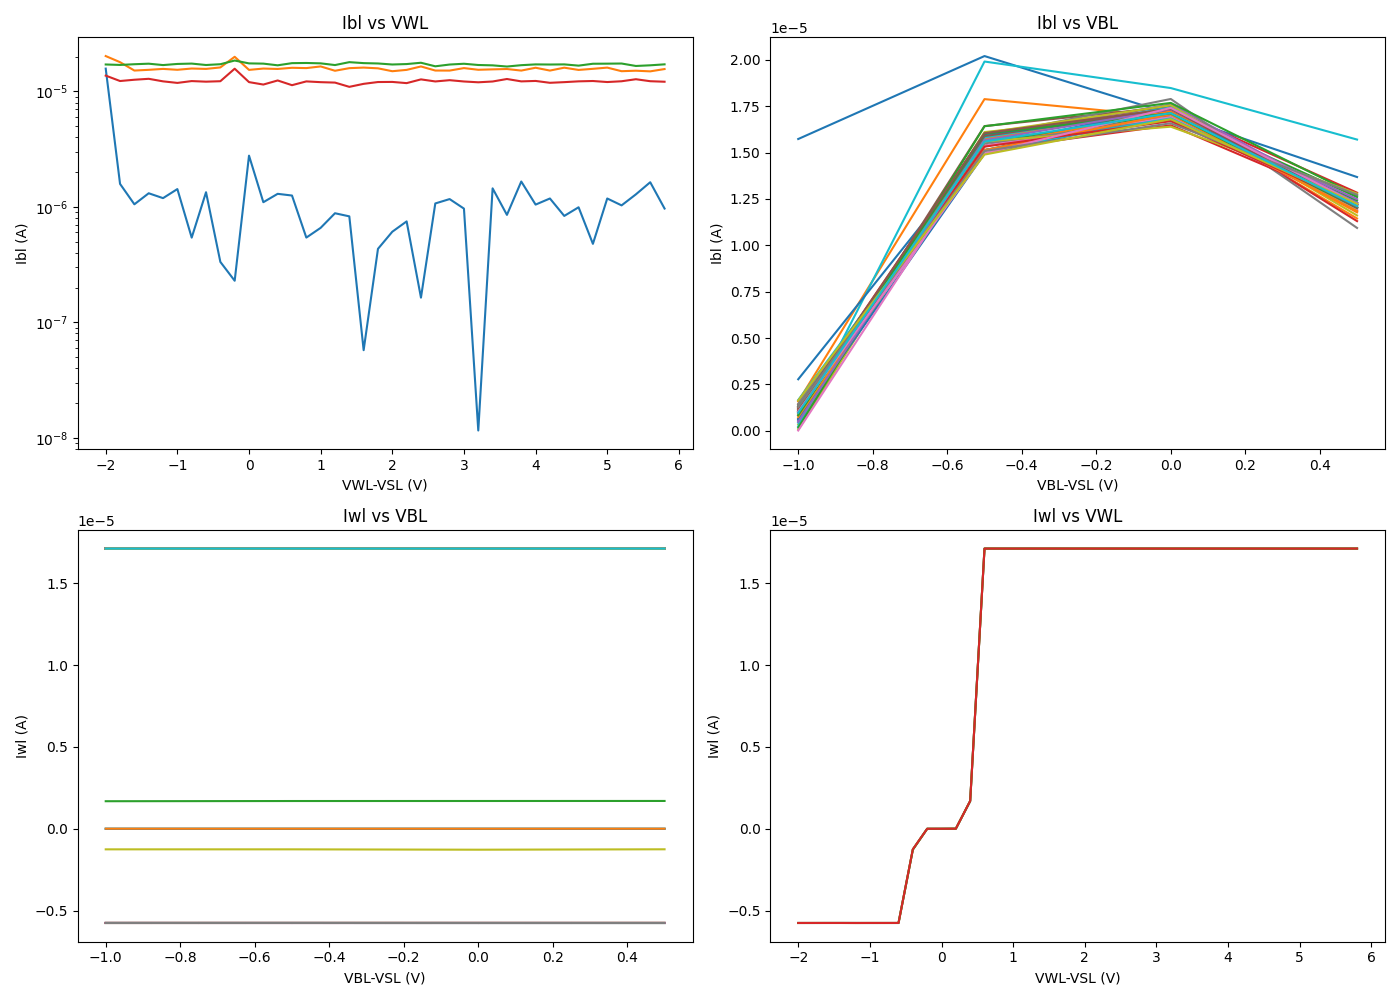 Ibl vs VWL
Ibl (A)
10⁻⁵
10⁻⁶
10⁻⁷
10⁻⁸
−2 −1 0 1 2 3 4 5 6
VWL-VSL (V)
Ibl vs VBL
1e−5
Ibl (A)
2.00
1.75
1.50
1.25
1.00
0.75
0.50
0.25
0.00
−1.0 −0.8 −0.6 −0.4 −0.2 0.0 0.2 0.4
VBL-VSL (V)
Iwl vs VBL
1e−5
Iwl (A)
1.5
1.0
0.5
0.0
−0.5
−1.0 −0.8 −0.6 −0.4 −0.2 0.0 0.2 0.4
VBL-VSL (V)
Iwl vs VWL
1e−5
Iwl (A)
1.5
1.0
0.5
0.0
−0.5
−2 −1 0 1 2 3 4 5 6
VWL-VSL (V)